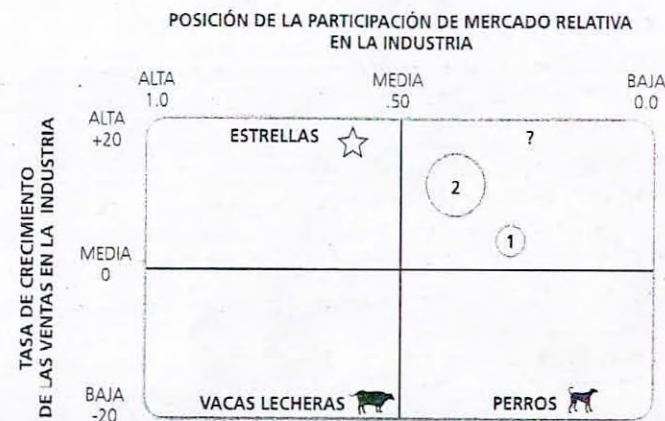 POSICIÓN DE LA PARTICIPACIÓN DE MERCADO RELATIVA
EN LA INDUSTRIA
ALTA
1.0
MEDIA
.50
BAJA
0.0
TASA DE CRECIMIENTO
DE LAS VENTAS EN LA INDUSTRIA
ALTA
+20
MEDIA
0
BAJA
-20
ESTRELLAS
?
2
1
VACAS LECHERAS
PERROS